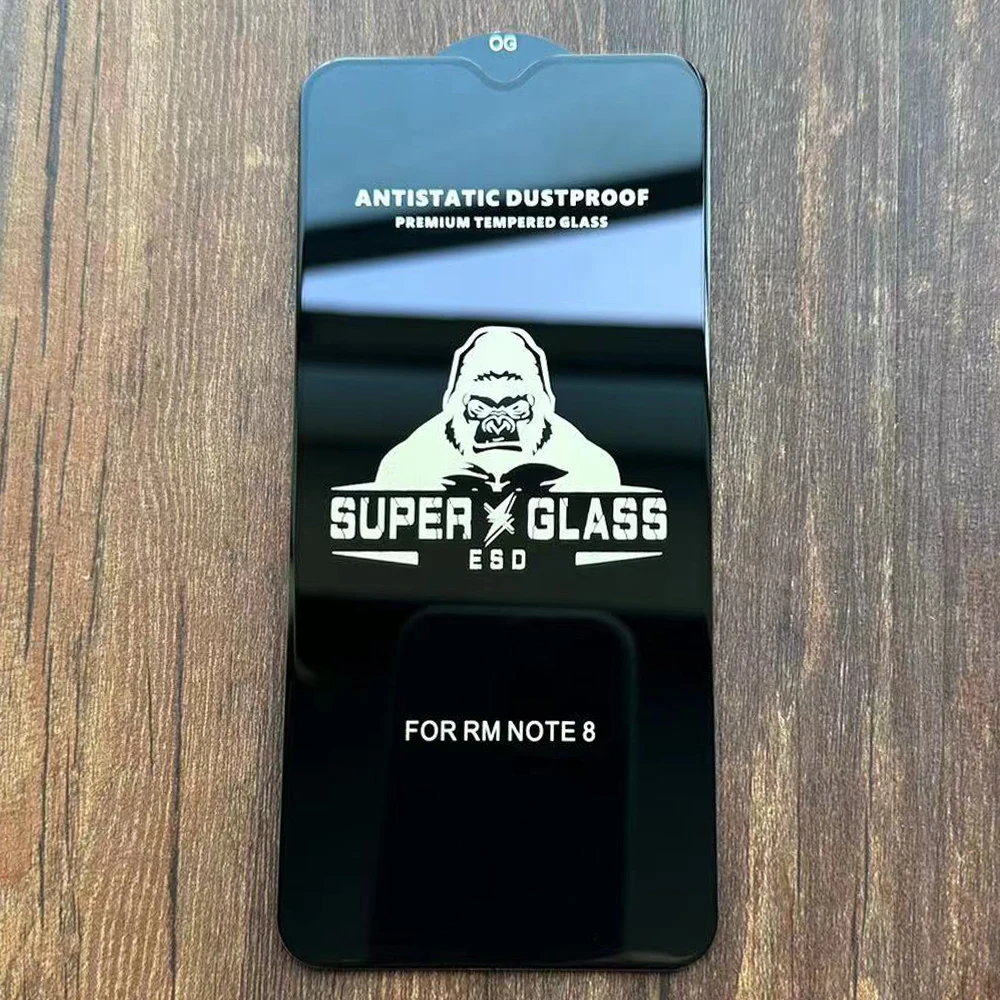 OG
ANTISTATIC DUSTPROOF
PREMIUM TEMPERED GLASS
SUPER GLASS
ESD
FOR RM NOTE 8